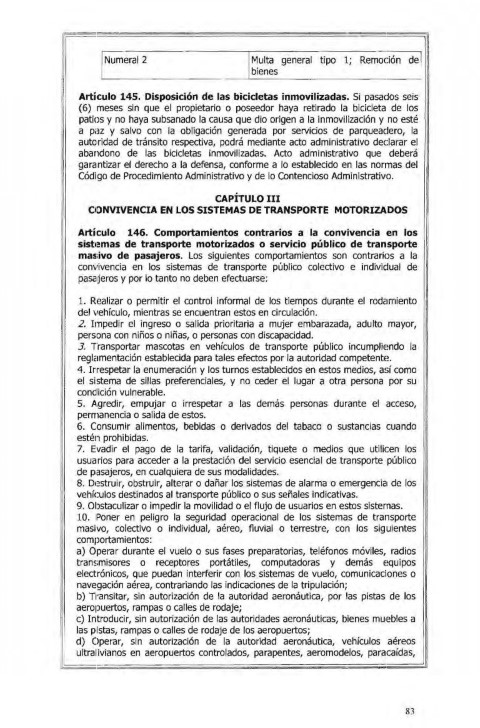 Numeral 2 Multa general tipo 1; Remoción de
bienes
Artículo 145. Disposición de las bicicletas inmovilizadas. Si pasados seis
(6) meses sin que el propietario o poseedor haya retirado la bicicleta de los
patios y no haya subsanado la causa que dio origen a la inmovilización y no esté
a paz y salvo con la obligación generada por servicios de parqueadero, la
autoridad de tránsito respectiva, podrá mediante acto administrativo declarar el
abandono de las bicicletas inmovilizadas. Acto administrativo que deberá
garantizar el derecho a la defensa, conforme a lo establecido en las normas del
Código de Procedimiento Administrativo y de lo Contencioso Administrativo.
CAPÍTULO III
CONVIVENCIA EN LOS SISTEMAS DE TRANSPORTE MOTORIZADOS
Artículo 146. Comportamientos contrarios a la convivencia en los
sistemas de transporte motorizados o servicio público de transporte
masivo de pasajeros. Los siguientes comportamientos son contrarios a la
convivencia en los sistemas de transporte público colectivo e individual de
pasajeros y por lo tanto no deben efectuarse:
1. Realizar o permitir el control informal de los tiempos durante el rodamiento
del vehículo, mientras se encuentran estos en circulación.
2. Impedir el ingreso o salida prioritaria a mujer embarazada, adulto mayor,
persona con niños o niñas, o personas con discapacidad.
3. Transportar mascotas en vehículos de transporte público incumpliendo la
reglamentación establecida para tales efectos por la autoridad competente.
4. Irrespetar la enumeración y los turnos establecidos en estos medios, así como
el sistema de sillas preferenciales, y no ceder el lugar a otra persona por su
condición vulnerable.
5. Agredir, empujar o irrespetar a las demás personas durante el acceso,
permanencia o salida de estos.
6. Consumir alimentos, bebidas o derivados del tabaco o sustancias cuando
estén prohibidas.
7. Evadir el pago de la tarifa, validación, tiquete o medios que utilicen los
usuarios para acceder a la prestación del servicio esencial de transporte público
de pasajeros, en cualquiera de sus modalidades.
8. Destruir, obstruir, alterar o dañar los sistemas de alarma o emergencia de los
vehículos destinados al transporte público o sus señales indicativas.
9. Obstaculizar o impedir la movilidad o el flujo de usuarios en estos sistemas.
10. Poner en peligro la seguridad operacional de los sistemas de transporte
masivo, colectivo o individual, aéreo, fluvial o terrestre, con los siguientes
comportamientos:
a) Operar durante el vuelo o sus fases preparatorias, teléfonos móviles, radios
transmisores o receptores portátiles, computadoras y demás equipos
electrónicos, que puedan interferir con los sistemas de vuelo, comunicaciones o
navegación aérea, contrariando las indicaciones de la tripulación;
b) Transitar, sin autorización de la autoridad aeronáutica, por las pistas de los
aeropuertos, rampas o calles de rodaje;
c) Introducir, sin autorización de las autoridades aeronáuticas, bienes muebles a
las pistas, rampas o calles de rodaje de los aeropuertos;
d) Operar, sin autorización de la autoridad aeronáutica, vehículos aéreos
ultralivianos en aeropuertos controlados, parapentes, aeromodelos, paracaídas,
83